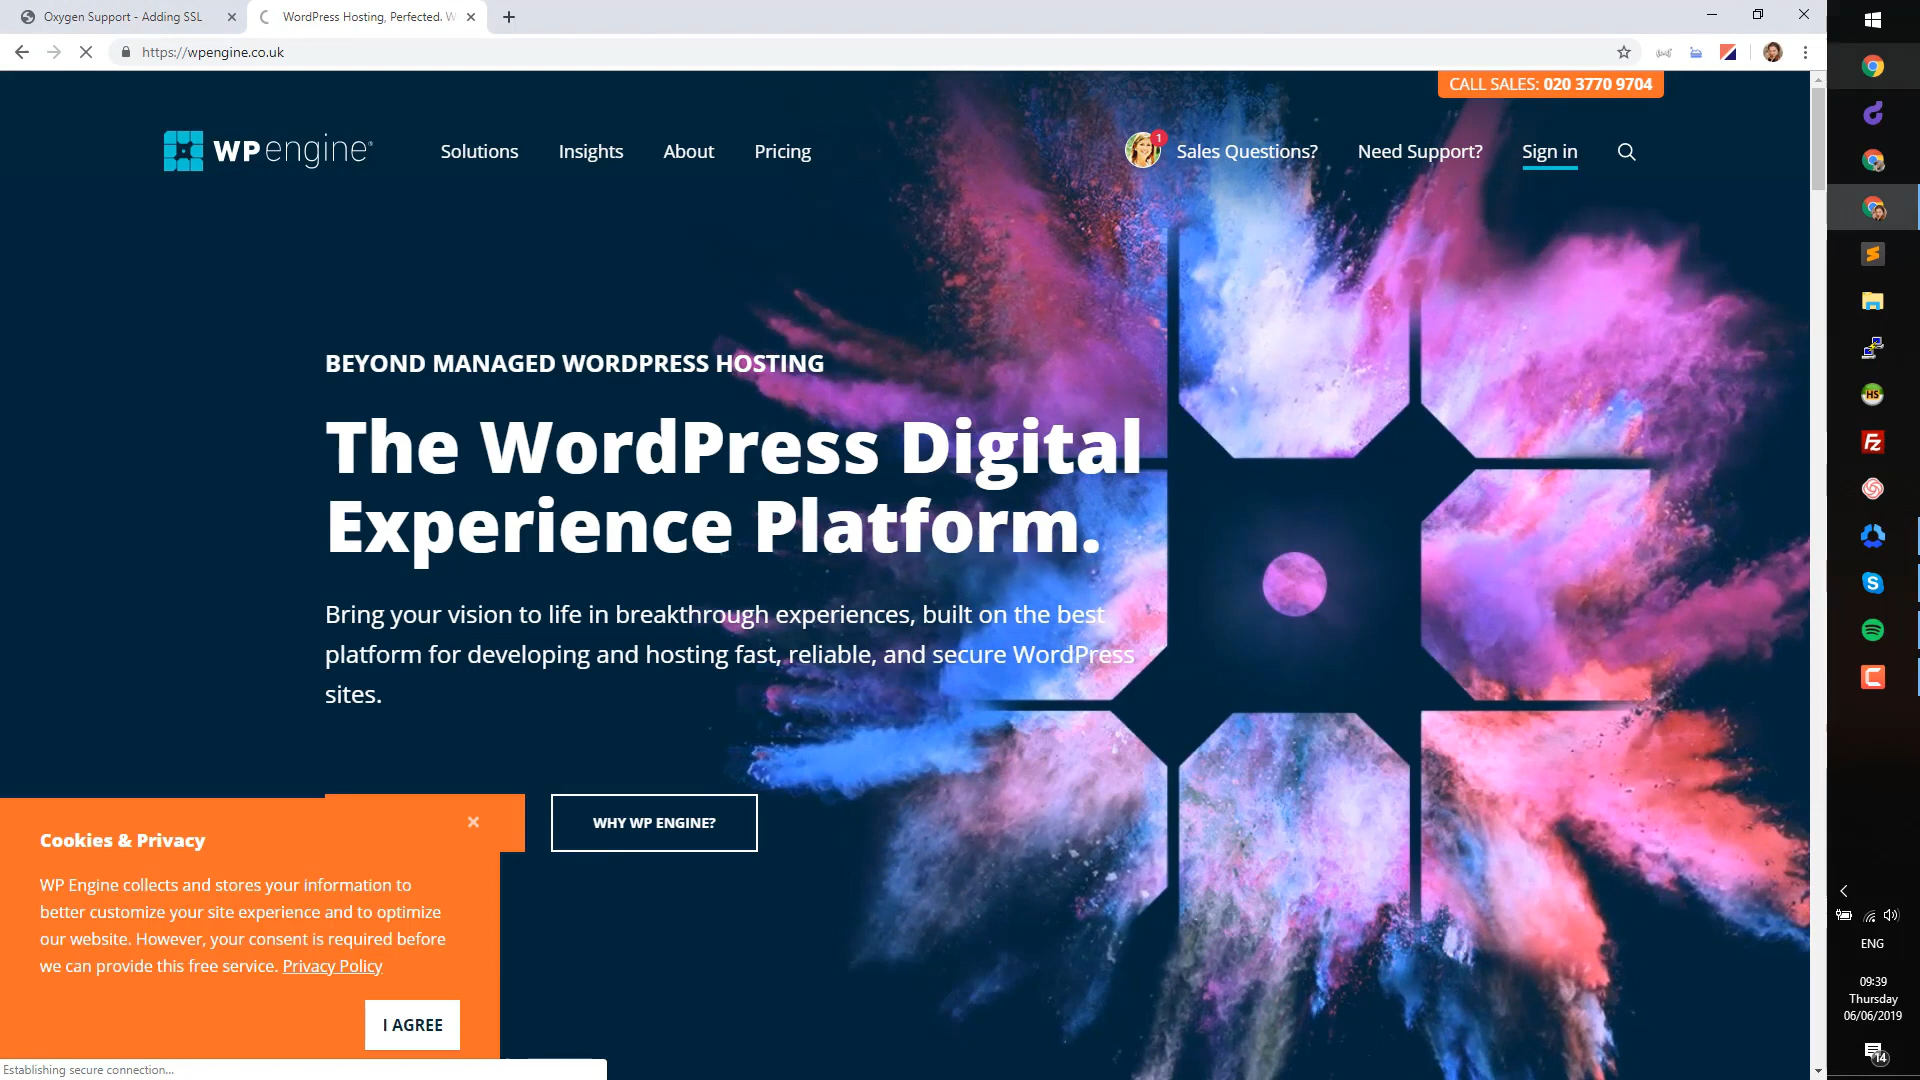 Oxygen Support - Adding SSL
WordPress Hosting, Perfected. W
https://wpengine.co.uk
CALL SALES: 020 3770 9704
WP engine
Solutions
Insights
About
Pricing
1
Sales Questions?
Need Support?
Sign in
BEYOND MANAGED WORDPRESS HOSTING
The WordPress Digital
Experience Platform.
Bring your vision to life in breakthrough experiences, built on the best
platform for developing and hosting fast, reliable, and secure WordPress
sites.
WHY WP ENGINE?
Cookies & Privacy
WP Engine collects and stores your information to
better customize your site experience and to optimize
our website. However, your consent is required before
we can provide this free service. Privacy Policy
I AGREE
Establishing secure connection...
HS
Fz
S
C
ENG
09:39
Thursday
06/06/2019
14